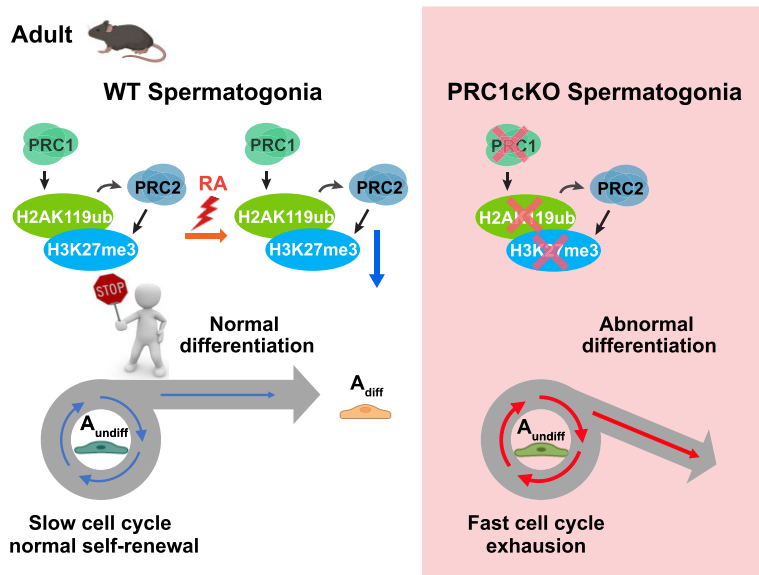 Adult
WT Spermatogonia
PRC1
PRC2
H2AK119ub
H3K27me3
RA
PRC1
PRC2
H2AK119ub
H3K27me3
STOP
Normal
differentiation
Aundiff
Adiff
Slow cell cycle
normal self-renewal
PRC1cKO Spermatogonia
PRC1
PRC2
H2AK119ub
H3K27me3
Abnormal
differentiation
Aundiff
Fast cell cycle
exhausion